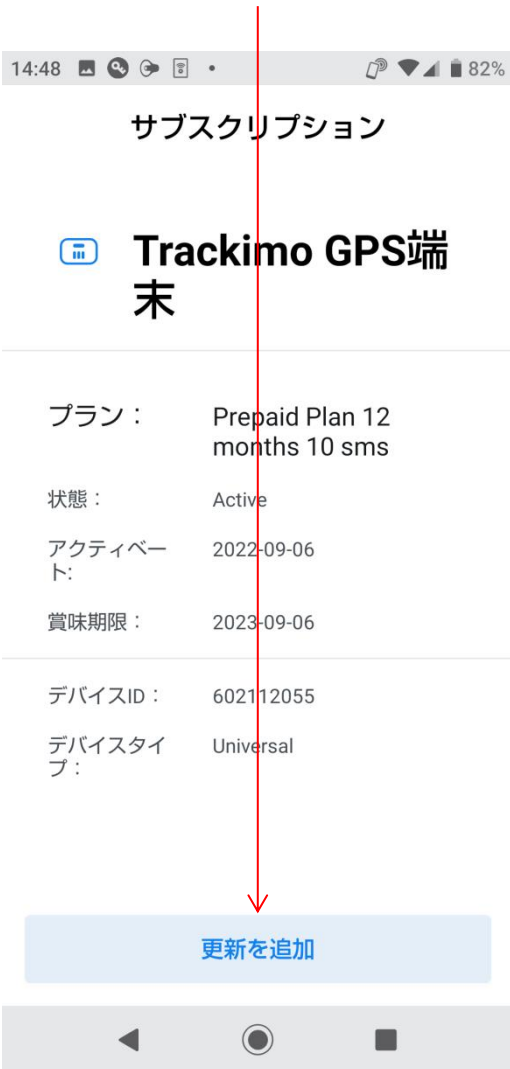 14:48 82%
サブスクリプション
Trackimo GPS端
末
プラン：
Prepaid Plan 12
months 10 sms
状態：
Active
アクティベー
ト:
2022-09-06
賞味期限：
2023-09-06
デバイスID：
602112055
デバイスタイ
プ：
Universal
更新を追加